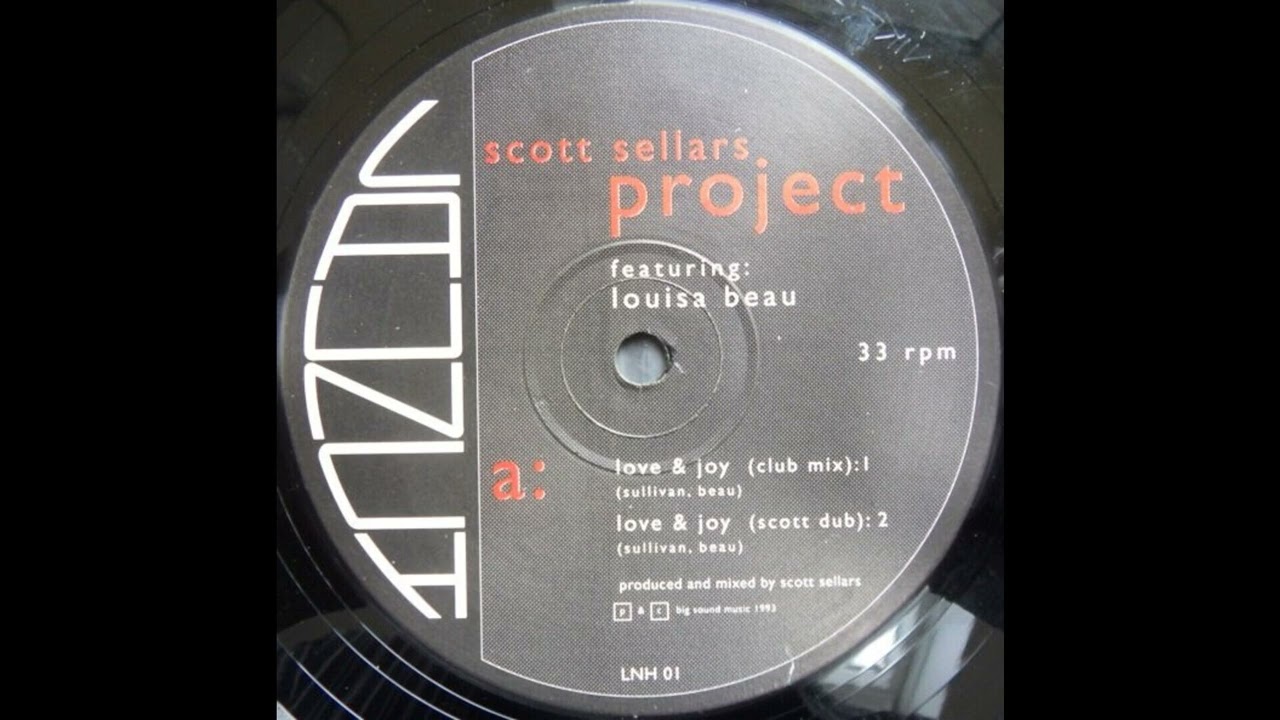 scott sellars
project
featuring:
louisa beau
33 rpm
a:
love & joy (club mix):1
(sullivan, beau)
love & joy (scott dub): 2
(sullivan, beau)
produced and mixed by scott sellars
p & c big sound music 1993
LNH 01